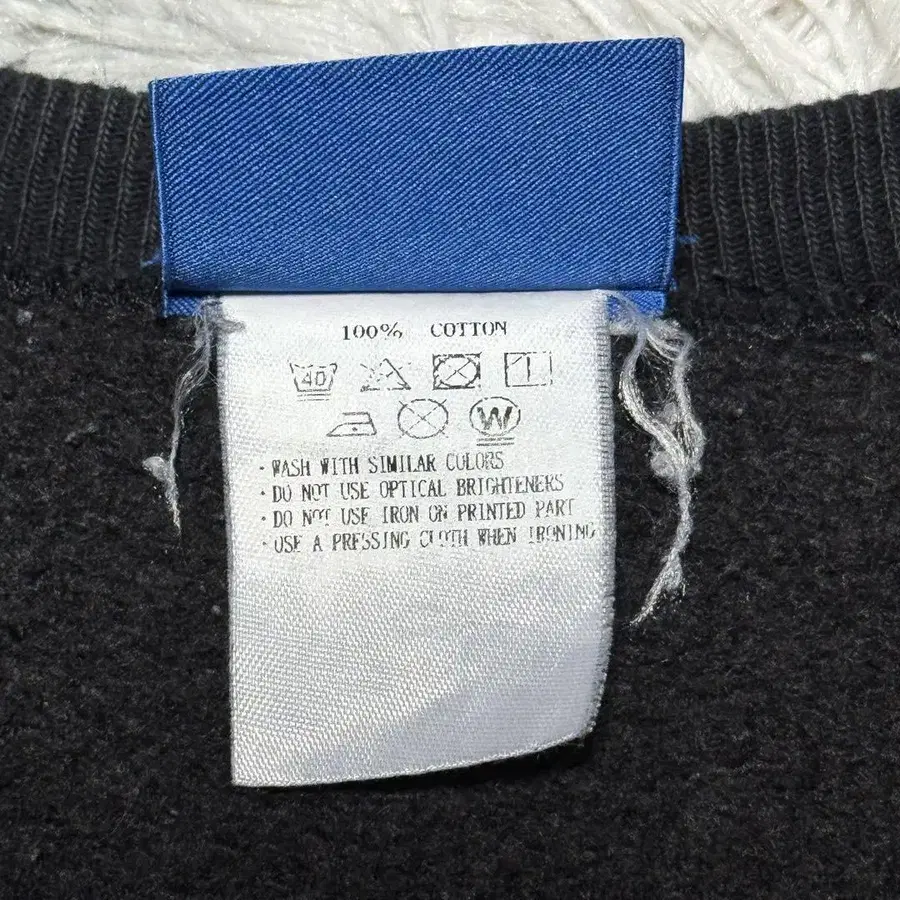 100% COTTON
40
W
· WASH WITH SIMILAR COLORS
· DO NOT USE OPTICAL BRIGHTENERS
· DO NOT USE IRON ON PRINTED PART
· USE A PRESSING CLOTH WHEN IRONING